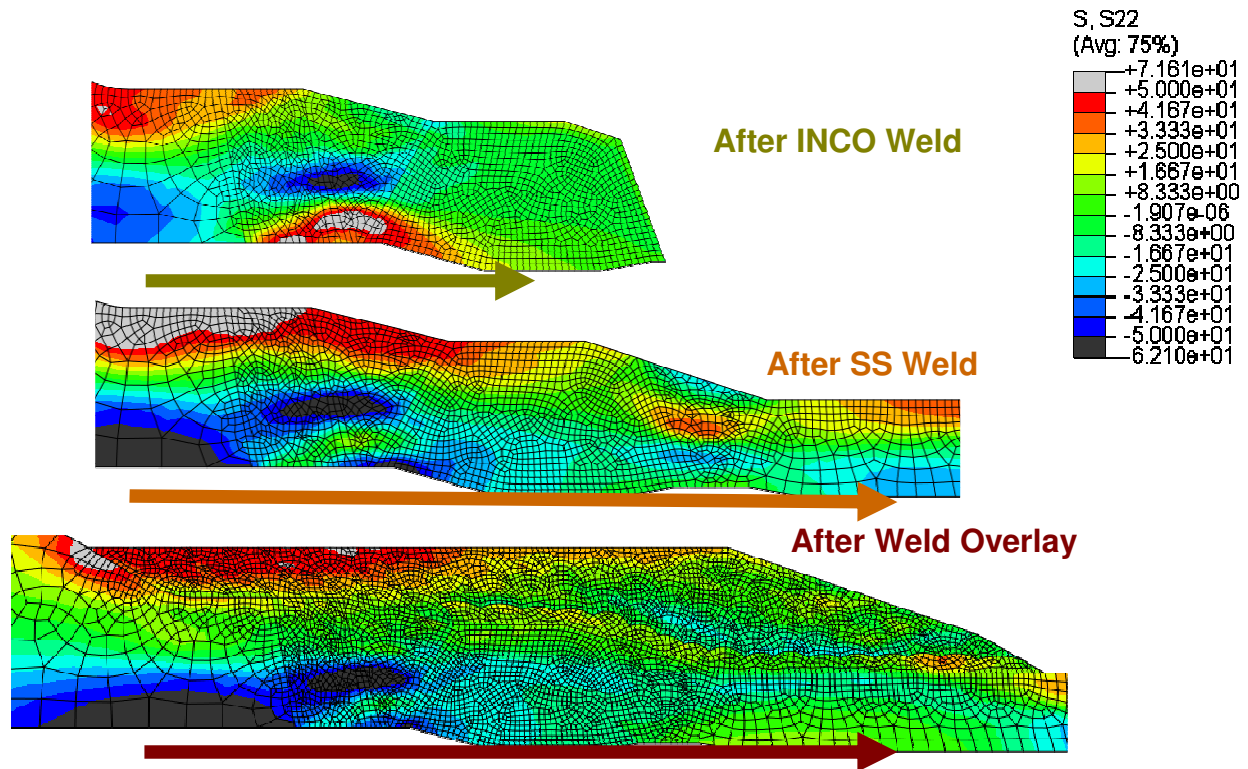 S, S22
(Avg: 75%)
+7.161e+01
+5.000e+01
+4.167e+01
+3.333e+01
+2.500e+01
+1.667e+01
+8.333e+00
-1.907e-06
-8.333e+00
-1.667e+01
-2.500e+01
-3.333e+01
-4.167e+01
-5.000e+01
-6.210e+01
After INCO Weld
After SS Weld
After Weld Overlay